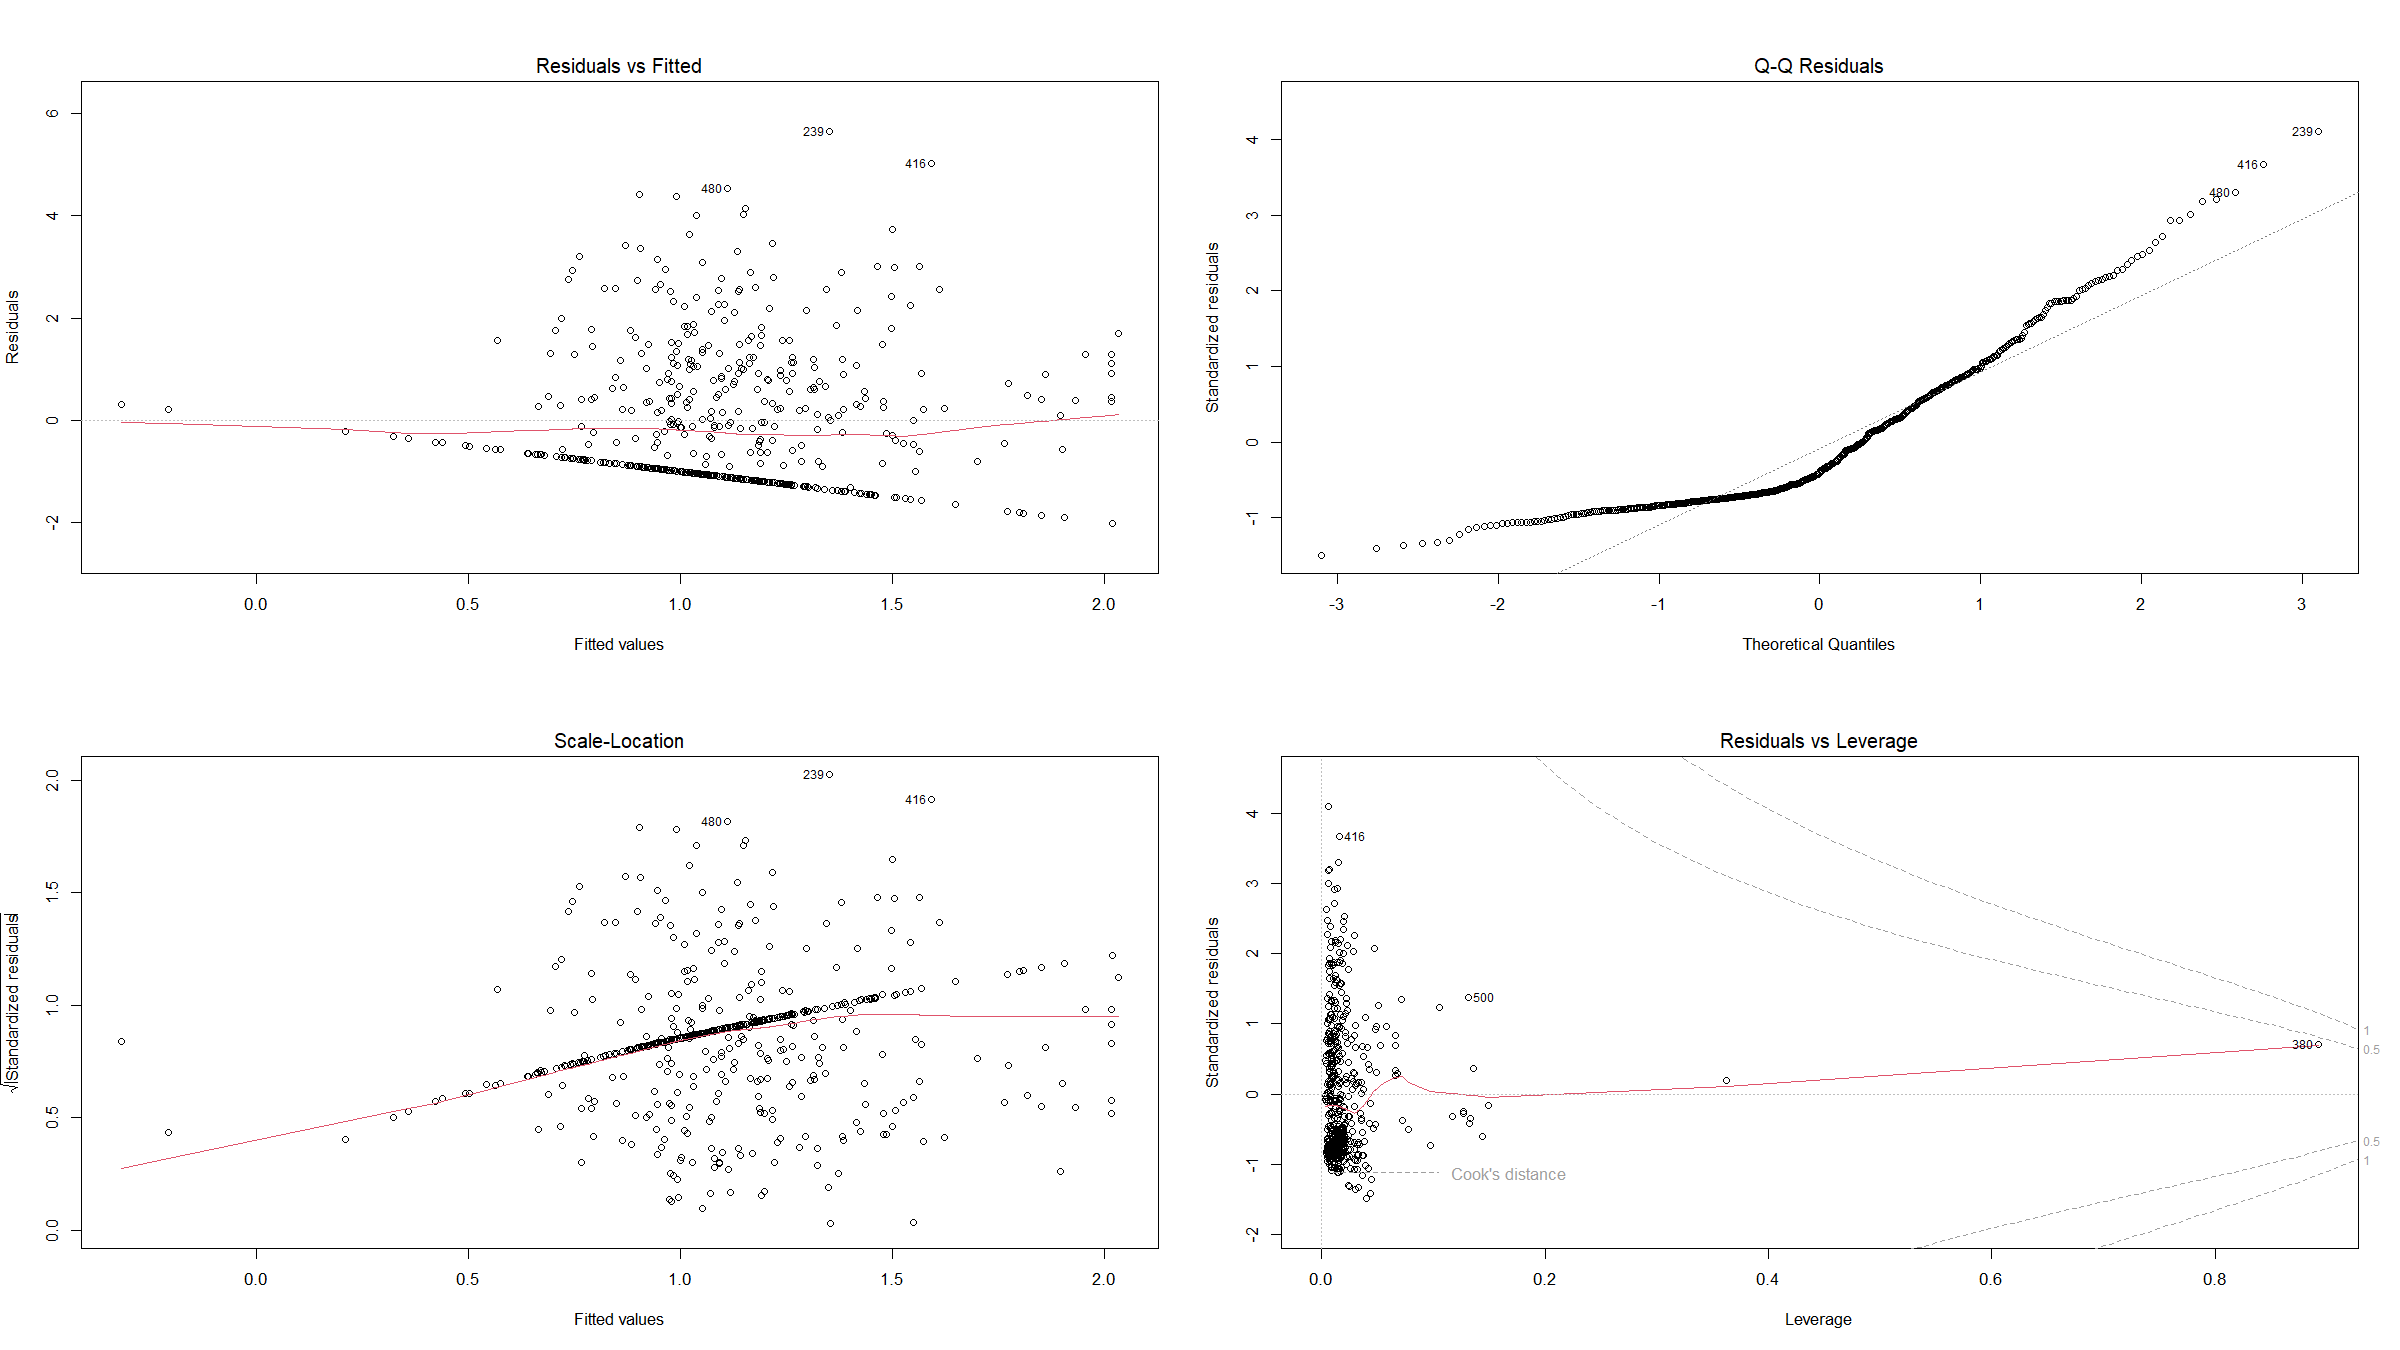 Residuals vs Fitted
Residuals
6
4
2
0
-2
239
416
480
0.0 0.5 1.0 1.5 2.0
Fitted values
Q-Q Residuals
Standardized residuals
4
3
2
1
0
-1
239
416
480
-3 -2 -1 0 1 2 3
Theoretical Quantiles
Scale-Location
√|Standardized residuals|
2.0
1.5
1.0
0.5
0.0
239
416
480
0.0 0.5 1.0 1.5 2.0
Fitted values
Residuals vs Leverage
Standardized residuals
4
3
2
1
0
-1
-2
416
500
380
1
0.5
0.5
1
Cook's distance
0.0 0.2 0.4 0.6 0.8
Leverage